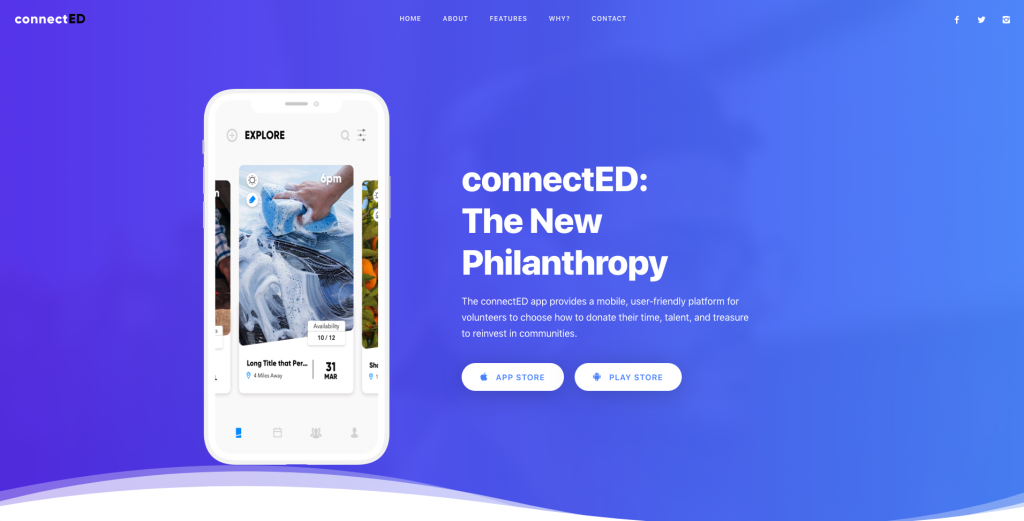 connectED
HOME ABOUT FEATURES WHY? CONTACT
EXPLORE
6pm
Availability
10 / 12
Long Title that Per...
4 Miles Away
31
MAR
connectED:
The New
Philanthropy
The connectED app provides a mobile, user-friendly platform for
volunteers to choose how to donate their time, talent, and treasure
to reinvest in communities.
APP STORE
PLAY STORE